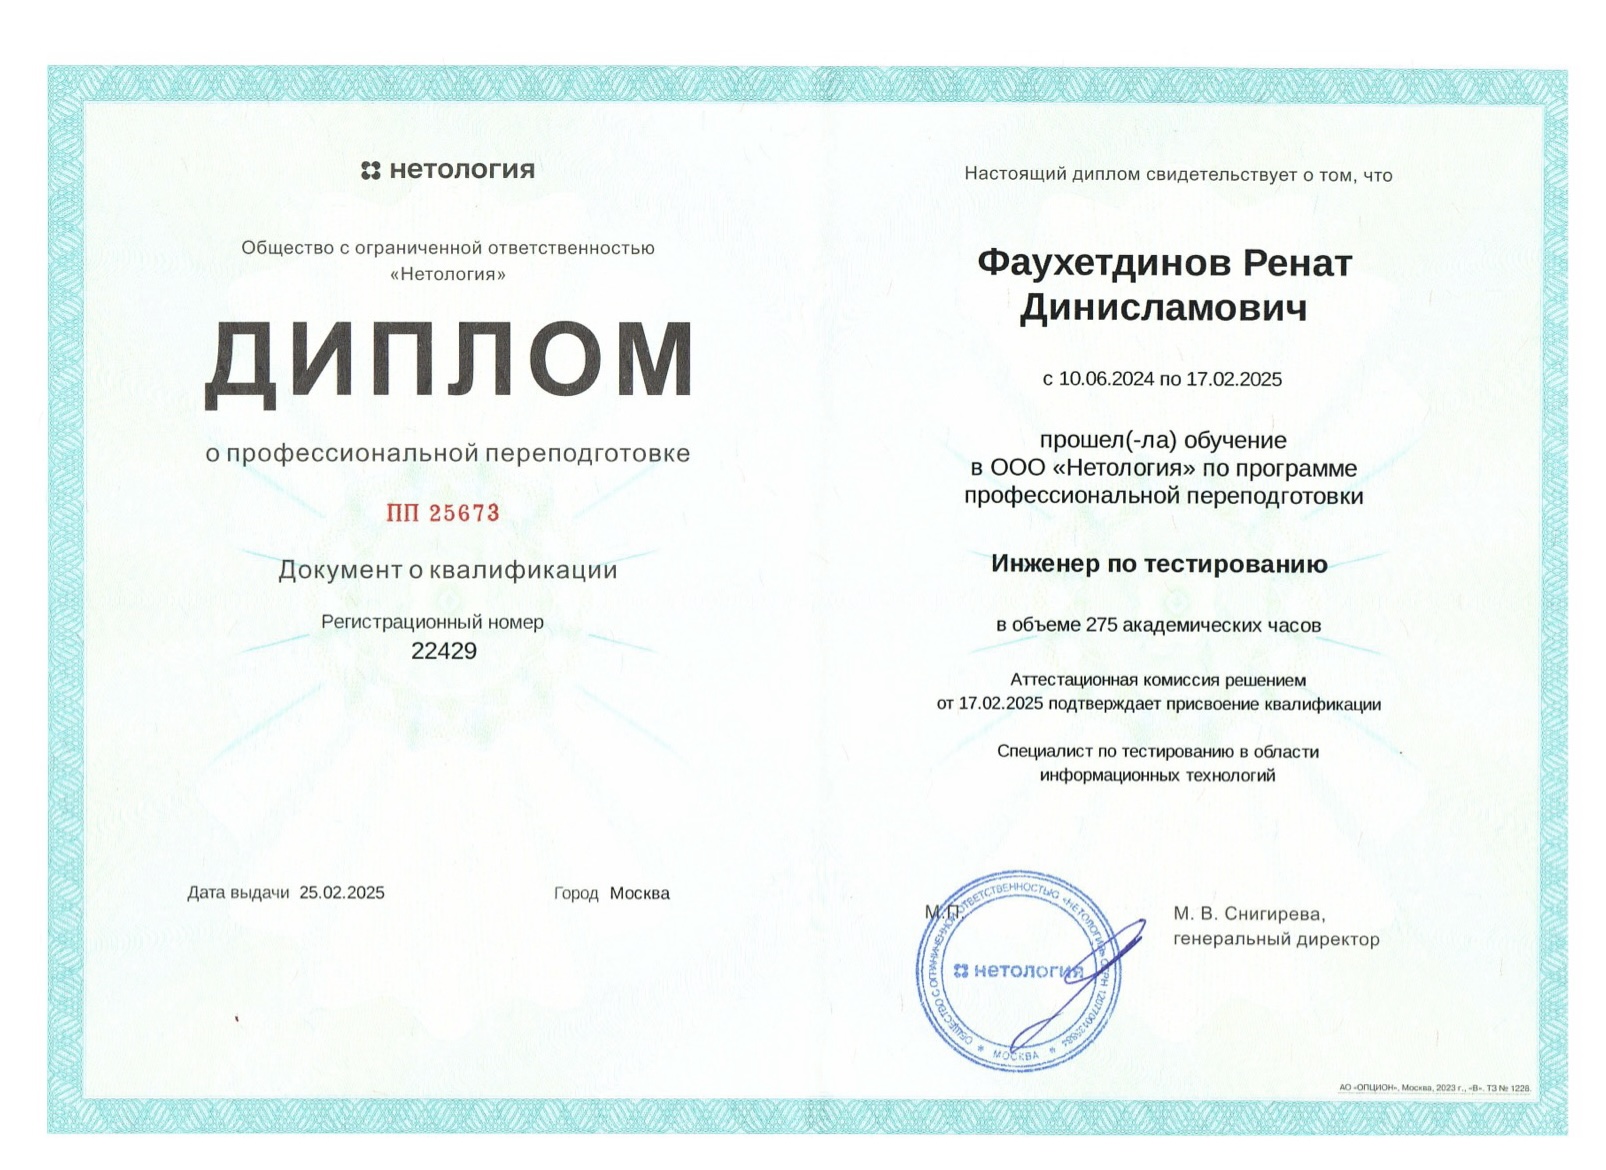 нетология
Общество с ограниченной ответственностью
«Нетология»
ДИПЛОМ
о профессиональной переподготовке
ПП 25673
Документ о квалификации
Регистрационный номер
22429
Дата выдачи 25.02.2025 Город Москва
Настоящий диплом свидетельствует о том, что
Фаухетдинов Ренат
Динисламович
с 10.06.2024 по 17.02.2025
прошел(-ла) обучение
в ООО «Нетология» по программе
профессиональной переподготовки
Инженер по тестированию
в объеме 275 академических часов
Аттестационная комиссия решением
от 17.02.2025 подтверждает присвоение квалификации
Специалист по тестированию в области
информационных технологий
М.П.
ОБЩЕСТВО С ОГРАНИЧЕННОЙ ОТВЕТСТВЕННОСТЬЮ «НЕТОЛОГИЯ»
МОСКВА
нетология
М. В. Снигирева,
генеральный директор
АО «ОПЦИОН», Москва, 2023 г., «В». ТЗ № 1228.